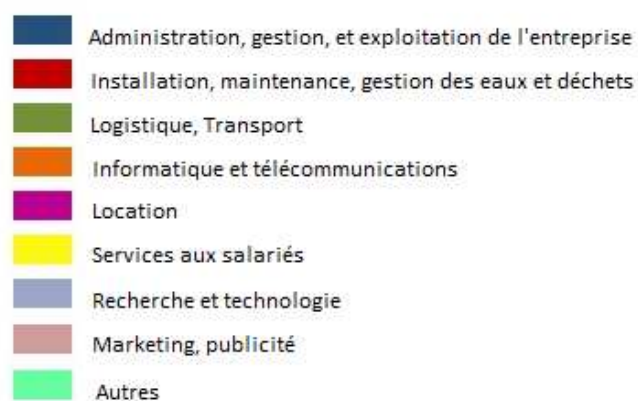 Administration, gestion, et exploitation de l'entreprise
Installation, maintenance, gestion des eaux et déchets
Logistique, Transport
Informatique et télécommunications
Location
Services aux salariés
Recherche et technologie
Marketing, publicité
Autres